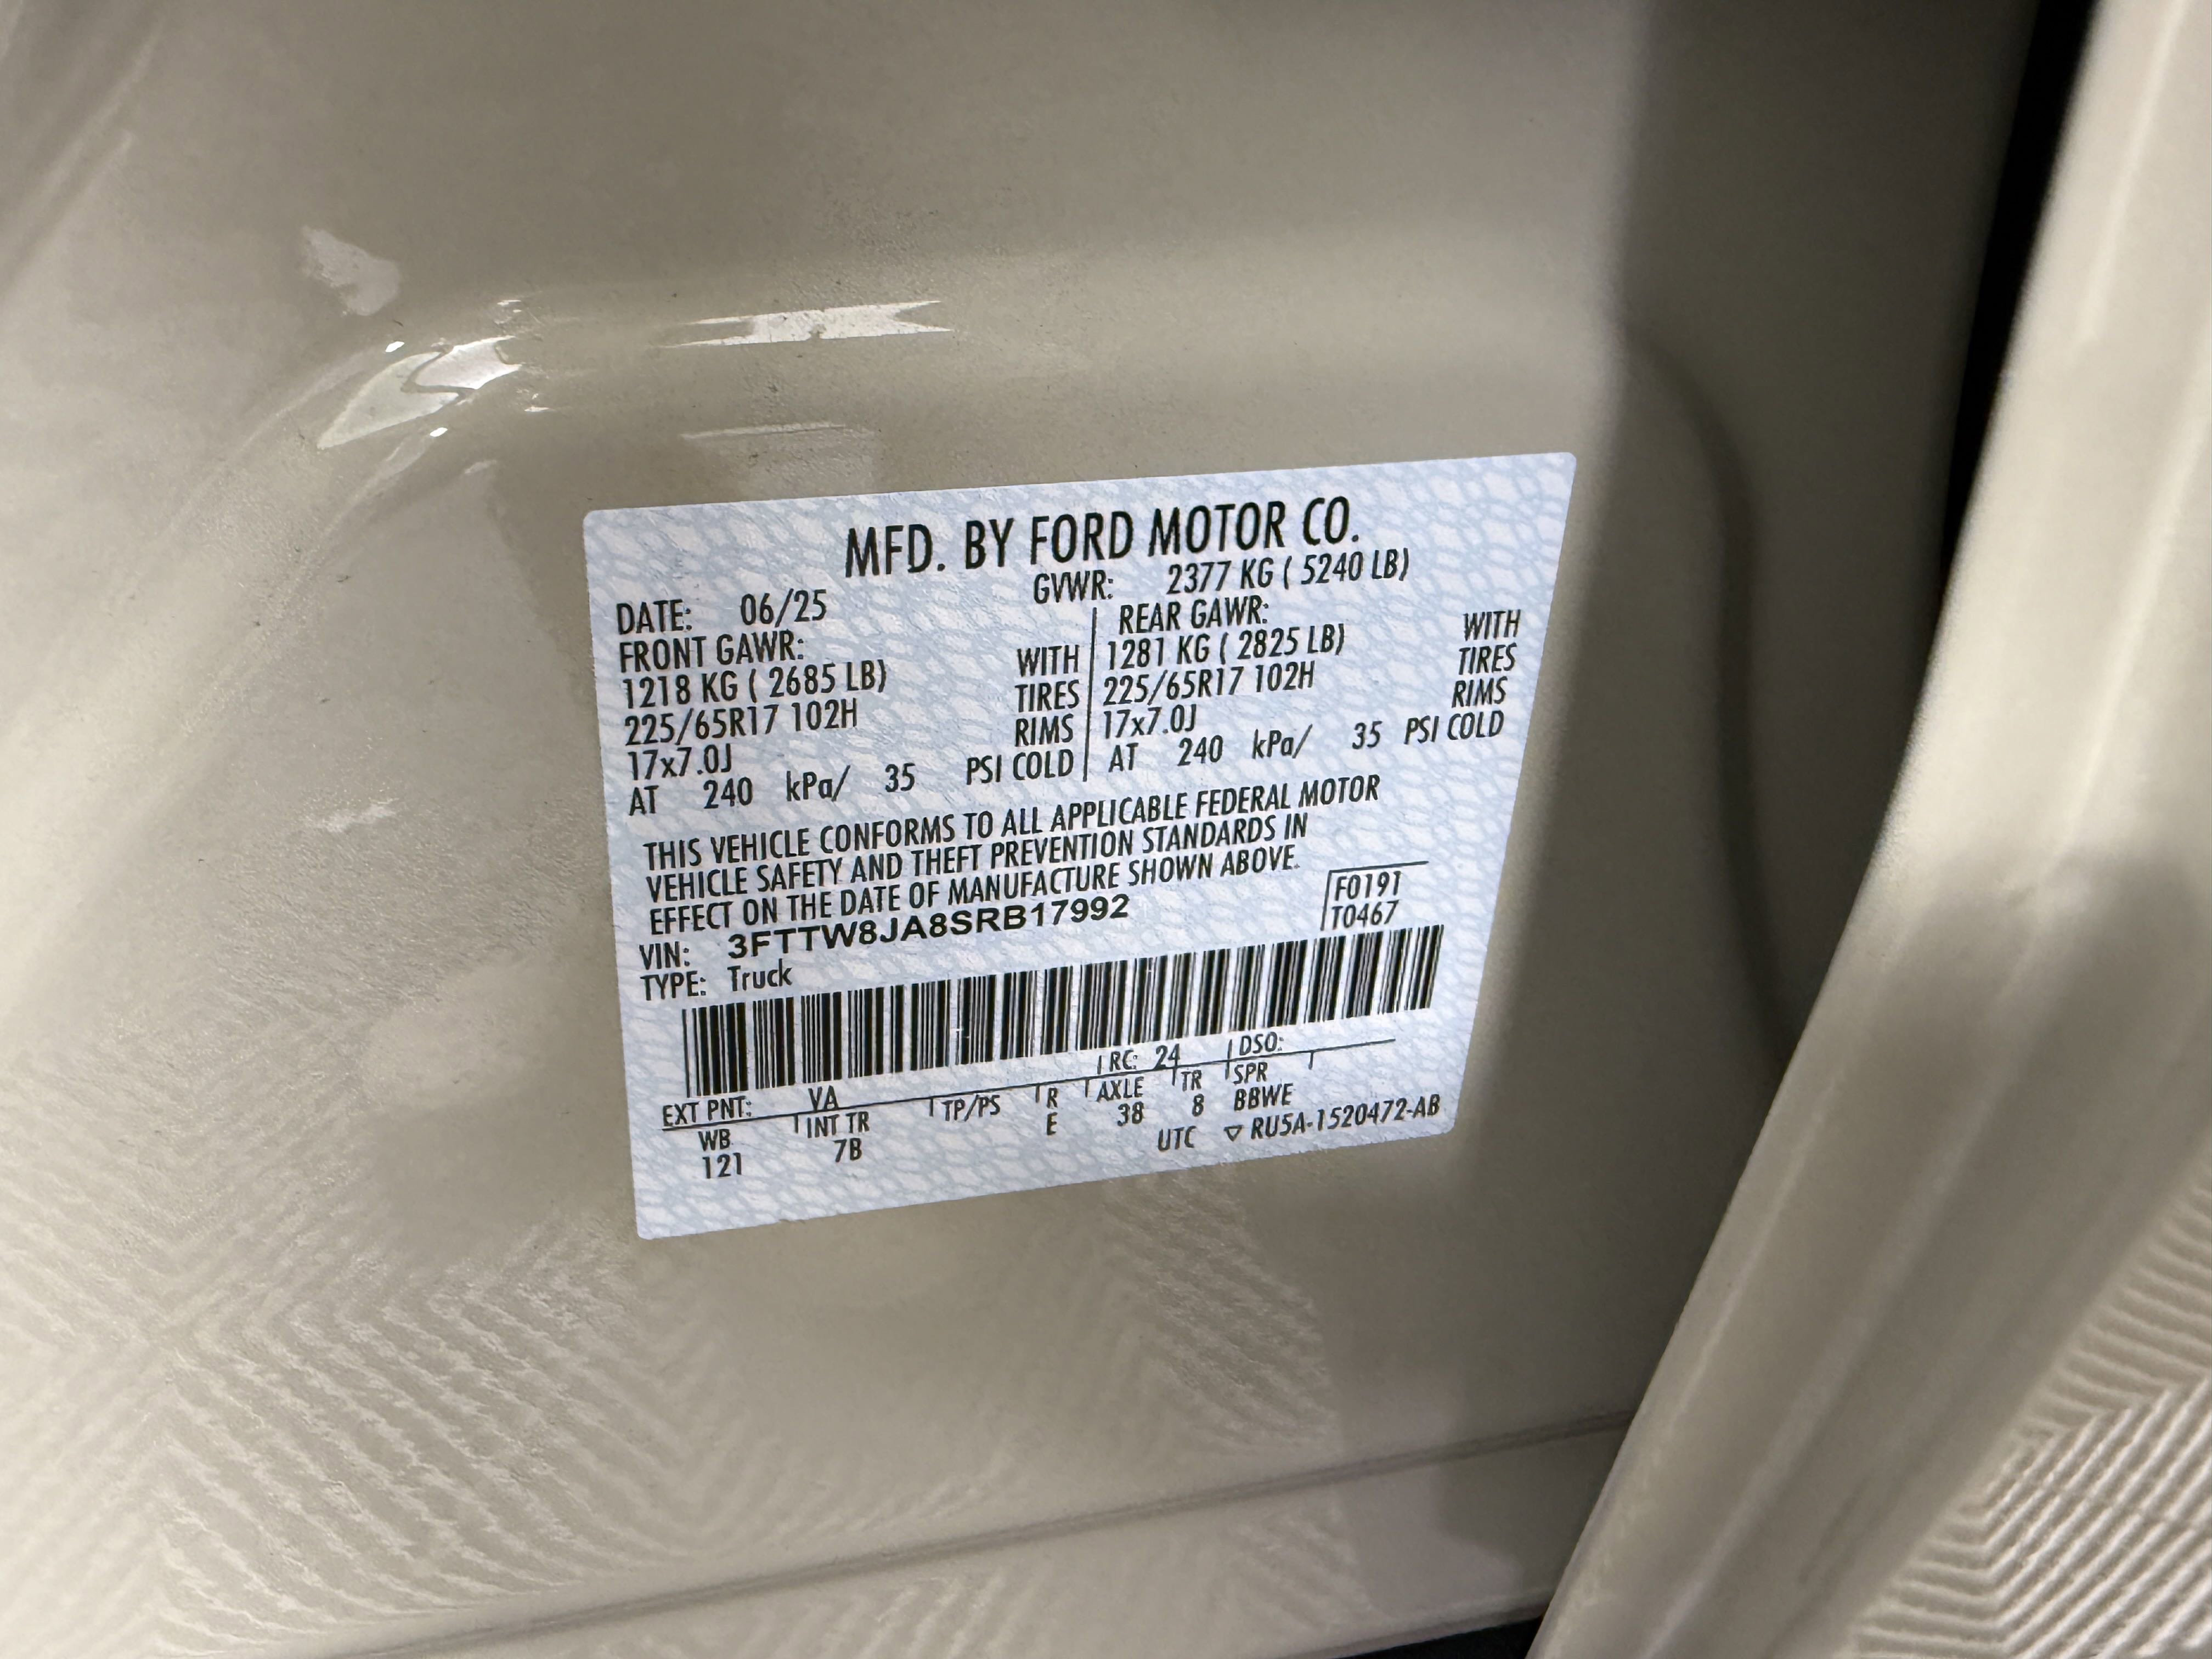 MFD. BY FORD MOTOR CO.
DATE: 06/25 GVWR: 2377 KG ( 5240 LB)
FRONT GAWR: REAR GAWR:
1218 KG ( 2685 LB) WITH 1281 KG ( 2825 LB) WITH
225/65R17 102H TIRES 225/65R17 102H TIRES
17x7.0J RIMS 17x7.0J RIMS
AT 240 kPa/ 35 PSI COLD AT 240 kPa/ 35 PSI COLD
THIS VEHICLE CONFORMS TO ALL APPLICABLE FEDERAL MOTOR
VEHICLE SAFETY AND THEFT PREVENTION STANDARDS IN
EFFECT ON THE DATE OF MANUFACTURE SHOWN ABOVE.
VIN: 3FTTW8JA8SRB17992 F0191
TYPE: Truck T0467
EXT PNT: VA RC: 24 DSO:
WB INT TR TP/PS R AXLE TR SPR
121 7B E 38 8 BBWE
UTC ▽ RU5A-1520472-AB